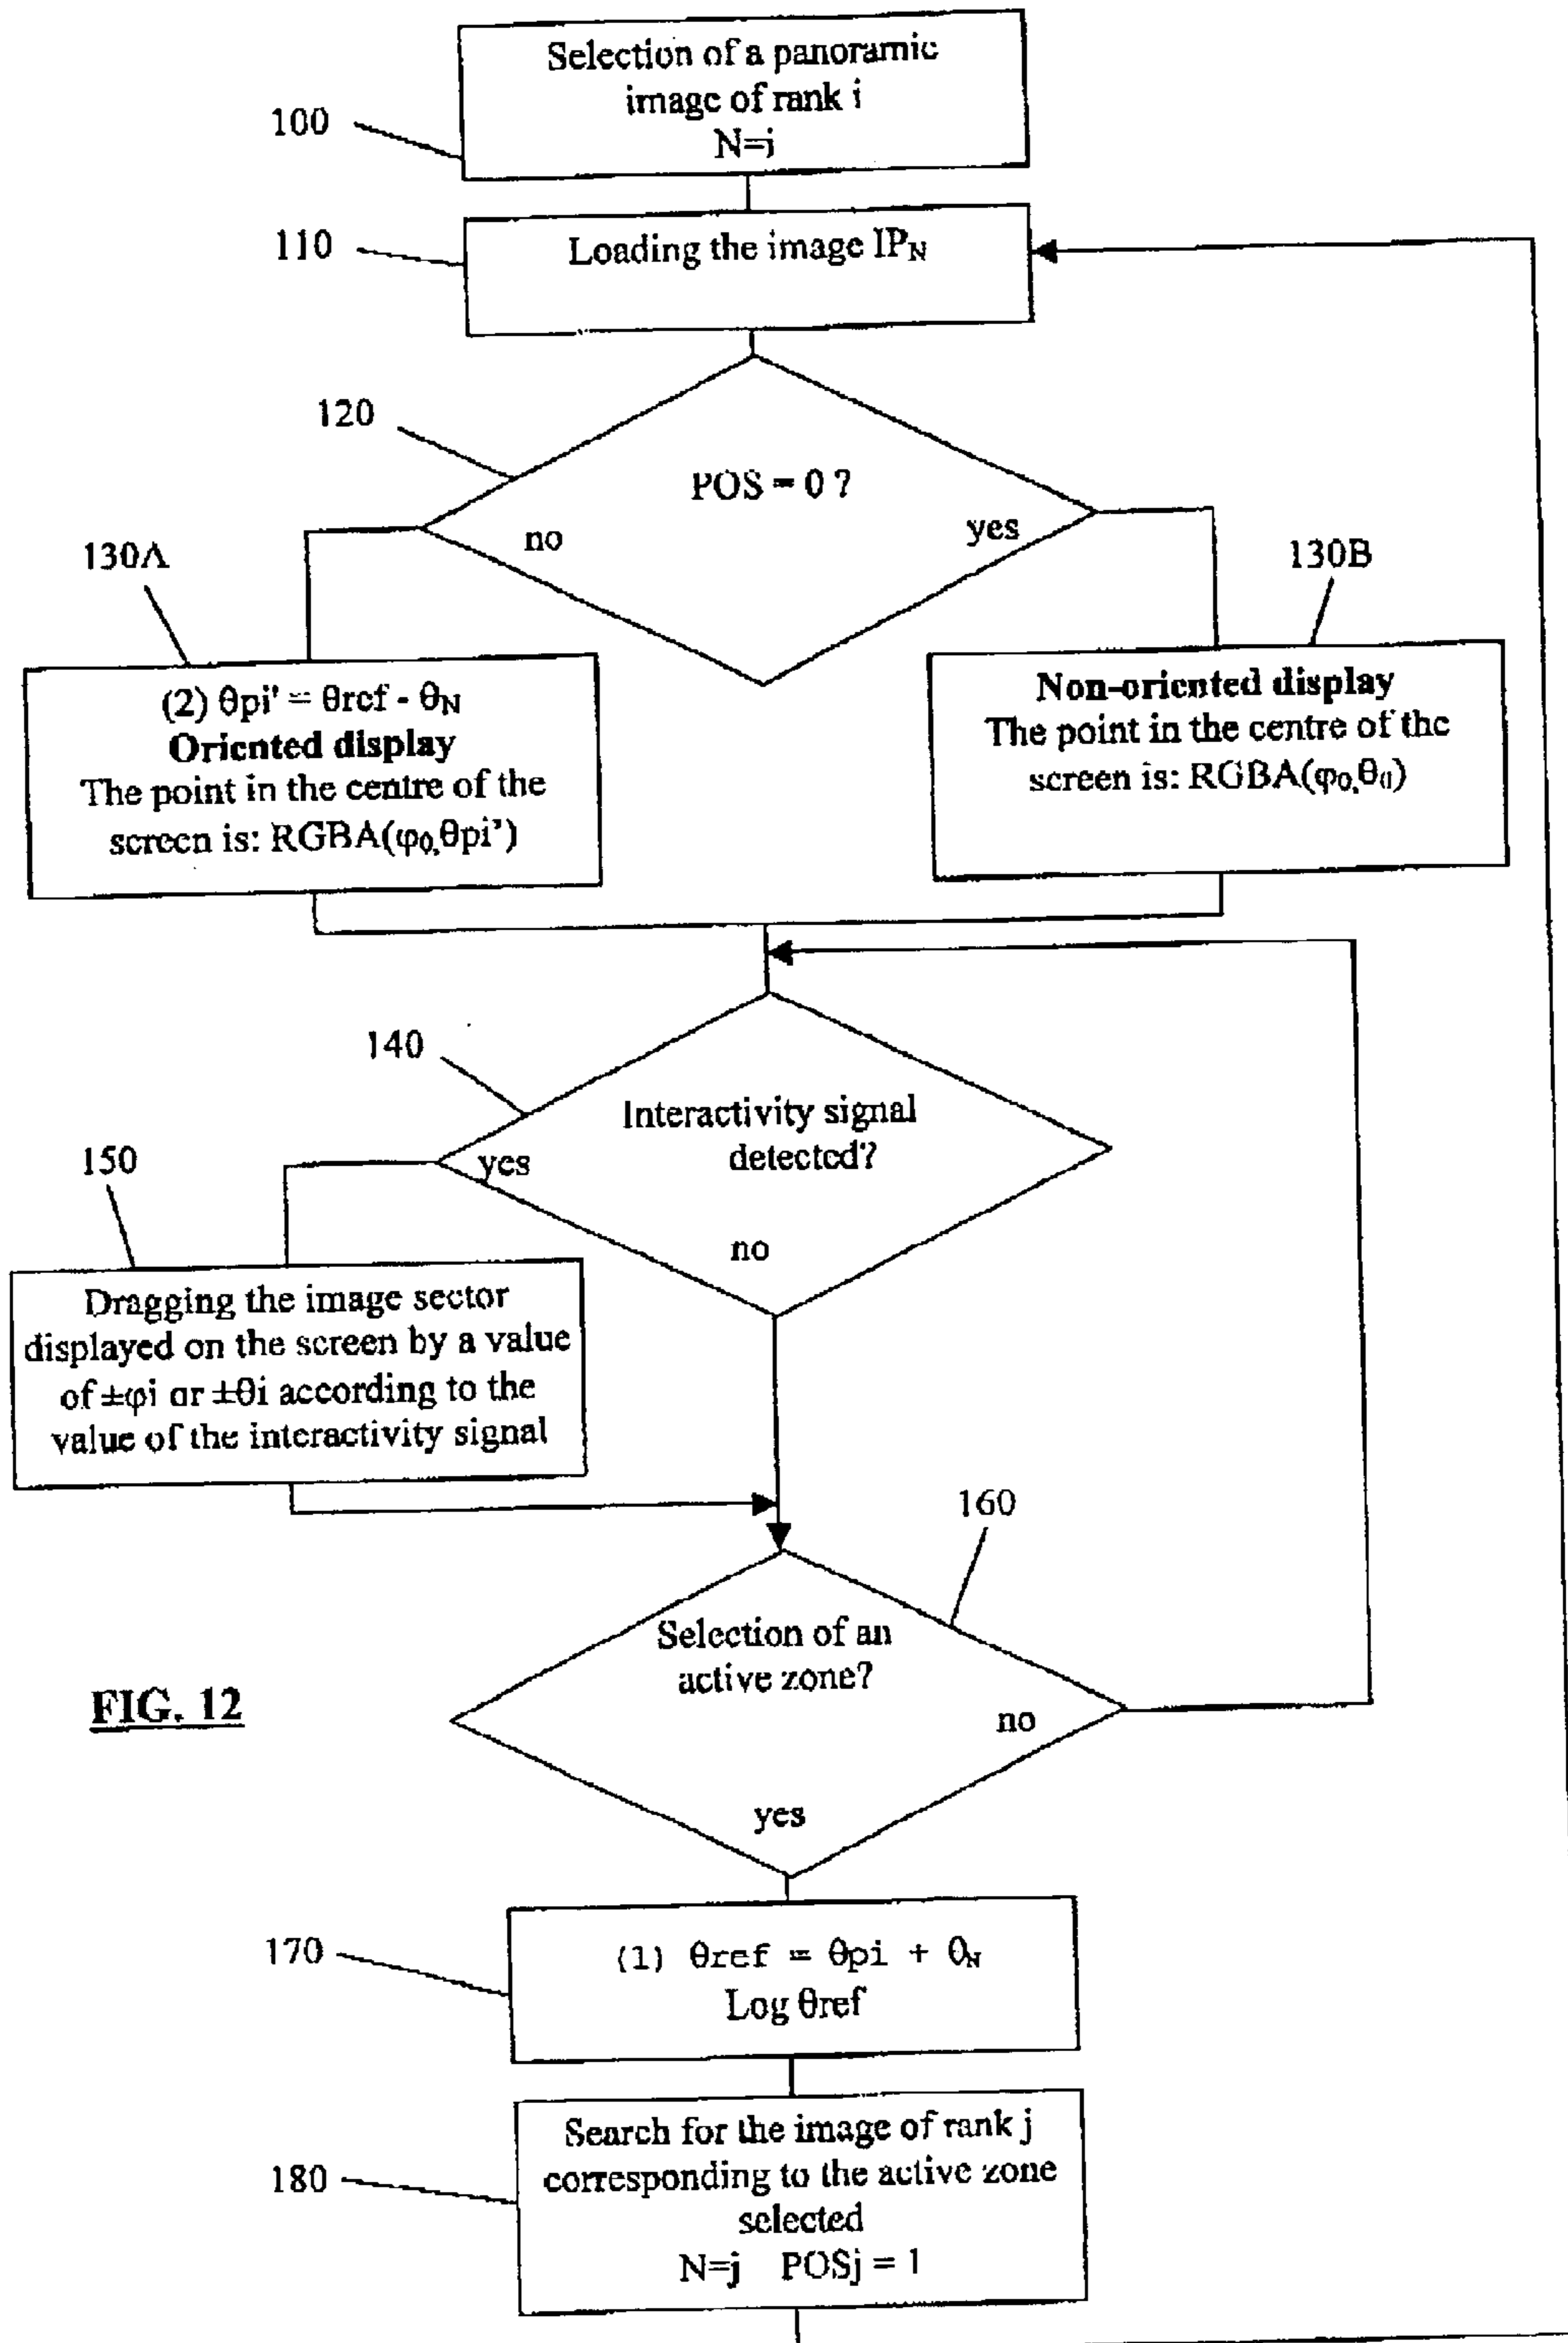 Selection of a panoramic
image of rank i
N=i
100
110
Loading the image IP_N
120
POS = 0 ?
no
yes
130A
130B
(2) θpi' = θref - θ_N
Oriented display
The point in the centre of the
screen is: RGBA(φ₀,θpi')
Non-oriented display
The point in the centre of the
screen is: RGBA(φ₀,θ₀)
140
Interactivity signal
detected?
yes
no
150
Dragging the image sector
displayed on the screen by a value
of ±φi or ±θi according to the
value of the interactivity signal
160
Selection of an
active zone?
no
yes
FIG. 12
170
(1) θref = θpi + θ_N
Log θref
180
Search for the image of rank j
corresponding to the active zone
selected
N=j POSj = 1